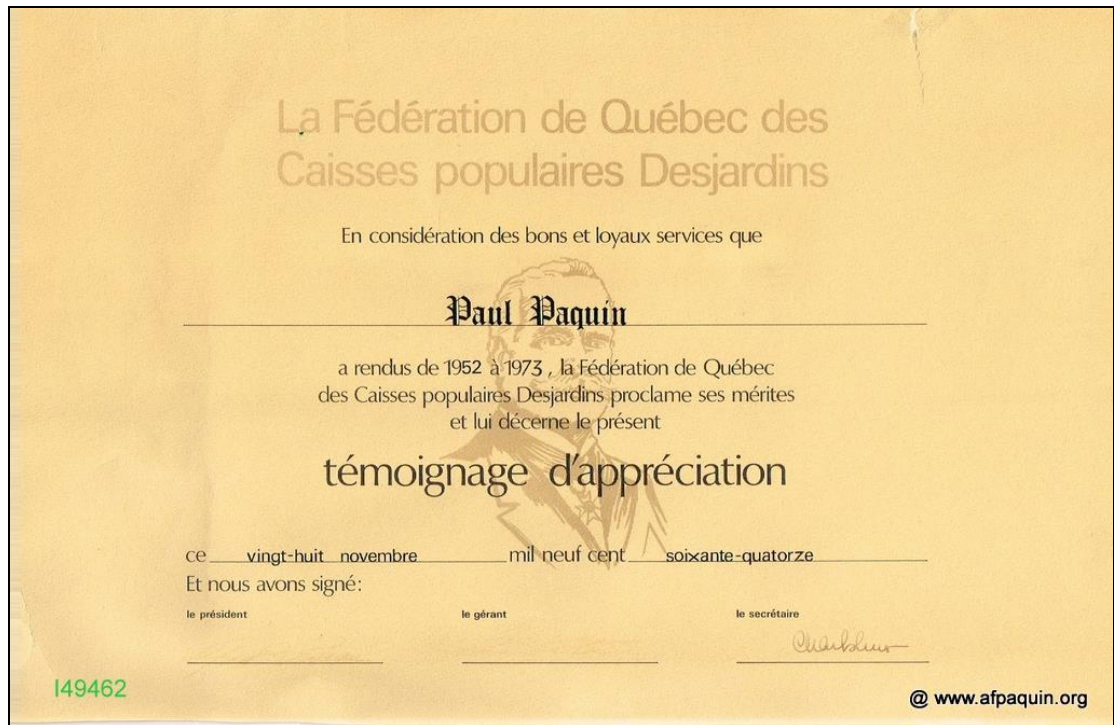 La Fédération de Québec des
Caisses populaires Desjardins
En considération des bons et loyaux services que
Paul Paquin
a rendus de 1952 à 1973, la Fédération de Québec
des Caisses populaires Desjardins proclame ses mérites
et lui décerne le présent
témoignage d'appréciation
ce vingt-huit novembre mil neuf cent soixante-quatorze
Et nous avons signé:
le président le gérant le secrétaire
I49462
@ www.afpaquin.org